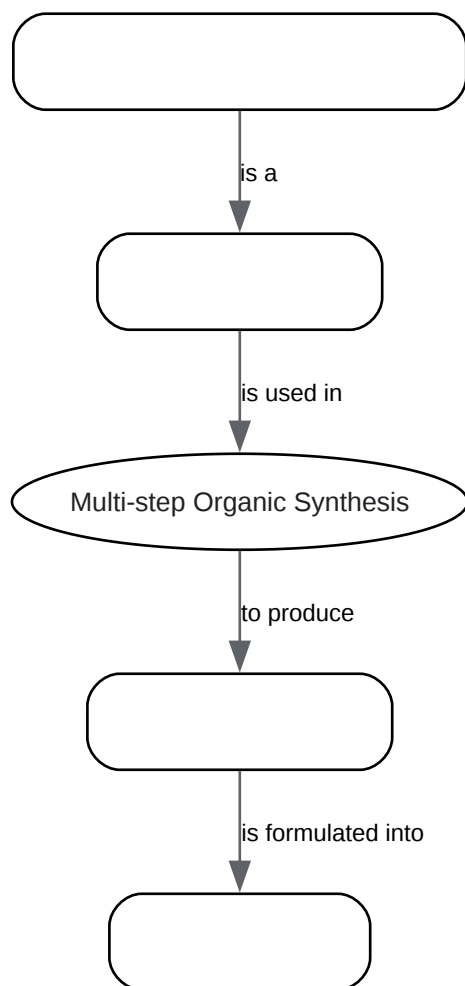 is a
is used in
Multi-step Organic Synthesis
to produce
is formulated into